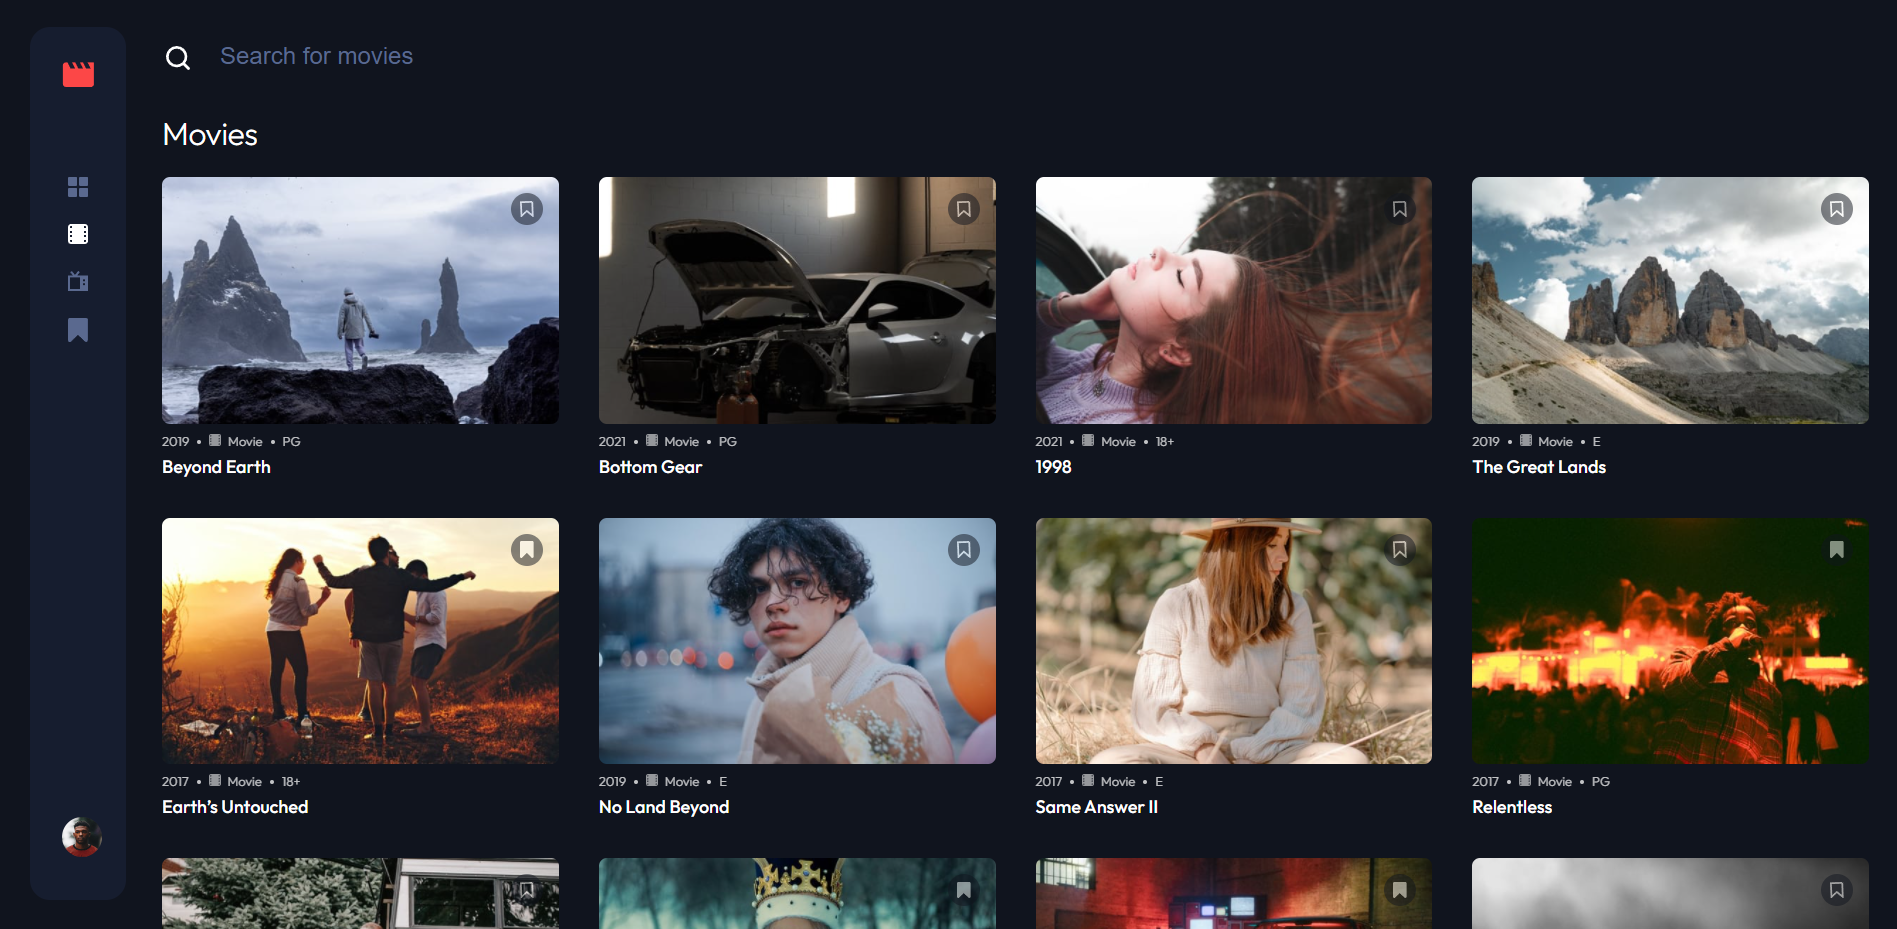 Search for movies
Movies
2019 • Movie • PG
Beyond Earth
2021 • Movie • PG
Bottom Gear
2021 • Movie • 18+
1998
2019 • Movie • E
The Great Lands
2017 • Movie • 18+
Earth’s Untouched
2019 • Movie • E
No Land Beyond
2017 • Movie • E
Same Answer II
2017 • Movie • PG
Relentless